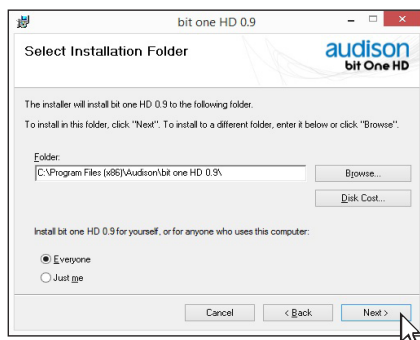 bit one HD 0.9
Select Installation Folder
audison
bit One HD
The installer will install bit one HD 0.9 to the following folder.
To install in this folder, click "Next". To install to a different folder, enter it below or click "Browse".
Folder:
C:\Program Files (x86)\Audison\bit one HD 0.9\
Browse...
Disk Cost...
Install bit one HD 0.9 for yourself, or for anyone who uses this computer:
Everyone
Just me
Cancel
< Back
Next >